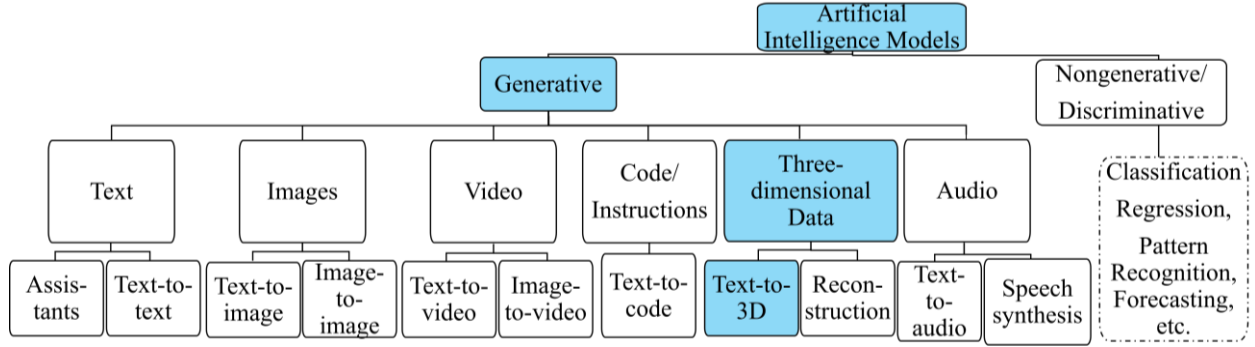 Artificial
Intelligence Models
Generative
Nongenerative/
Discriminative
Text
Images
Video
Code/
Instructions
Three-
dimensional
Data
Audio
Classification
Regression,
Pattern
Recognition,
Forecasting,
etc.
Assis-
tants
Text-to-
text
Text-to-
image
Image-
to-
image
Text-to-
video
Image-
to-video
Text-to-
code
Text-to-
3D
Recon-
struction
Text-
to-
audio
Speech
synthesis